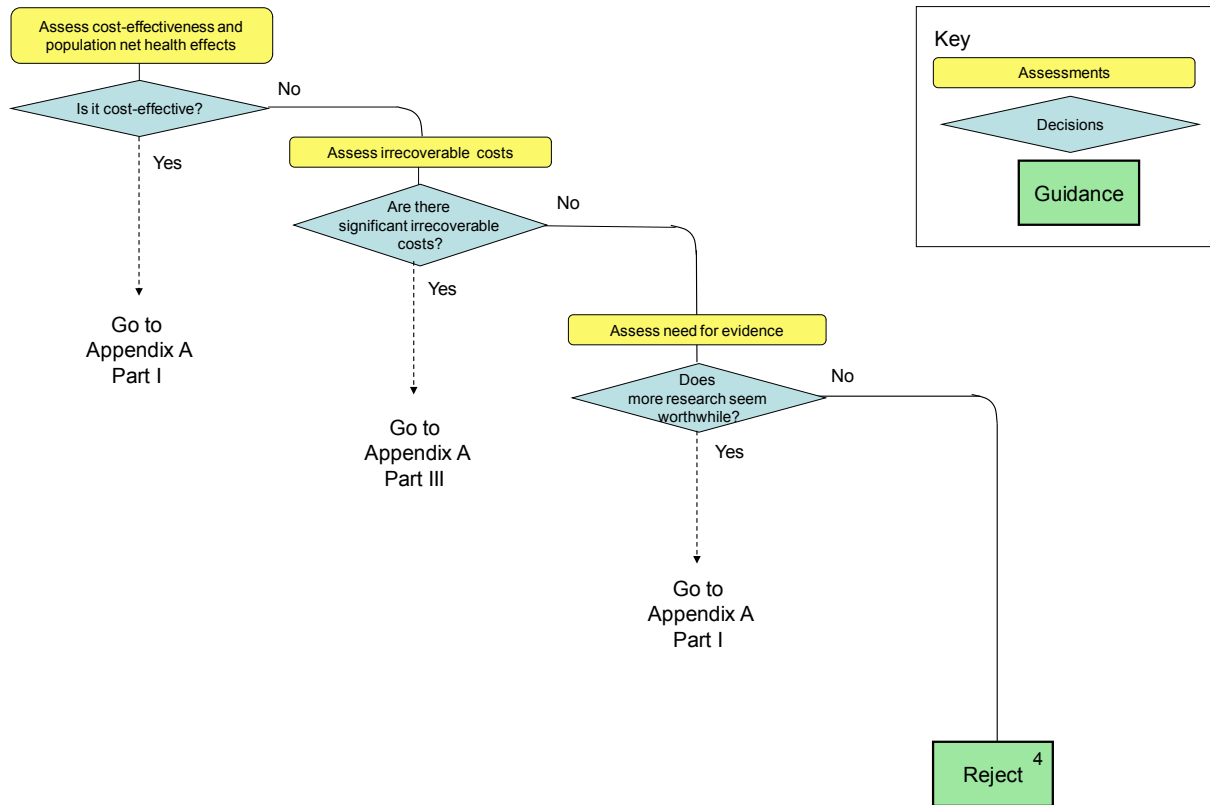 Assess cost-effectiveness and
population net health effects
Is it cost-effective?
No
Yes
Go to
Appendix A
Part I
Assess irrecoverable costs
Are there
significant irrecoverable
costs?
No
Yes
Go to
Appendix A
Part III
Assess need for evidence
Does
more research seem
worthwhile?
No
Yes
Go to
Appendix A
Part I
Reject 4
Key
Assessments
Decisions
Guidance